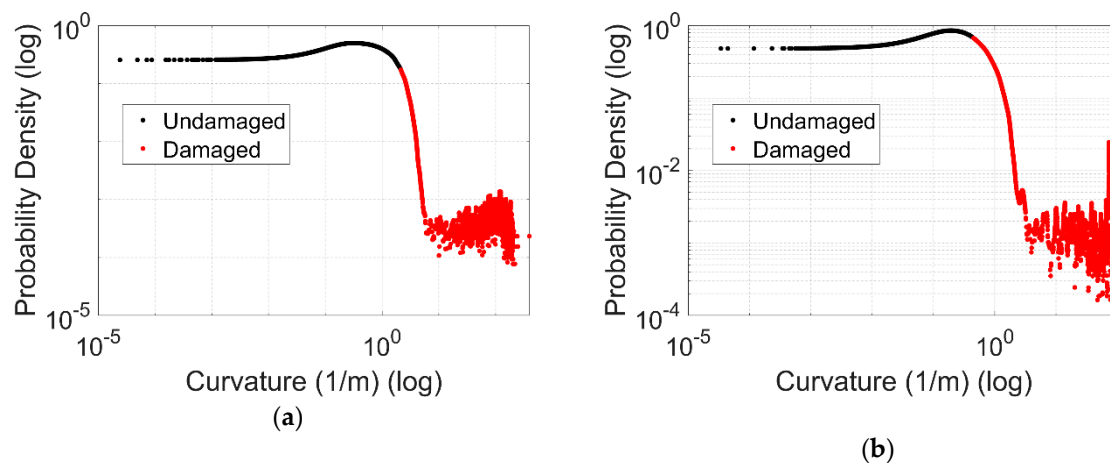 10^0
Probability Density (log)
Undamaged
Damaged
10^-5
10^-5
10^0
Curvature (1/m) (log)
(a)
10^0
Probability Density (log)
Undamaged
Damaged
10^-2
10^-4
10^-5
10^0
Curvature (1/m) (log)
(b)